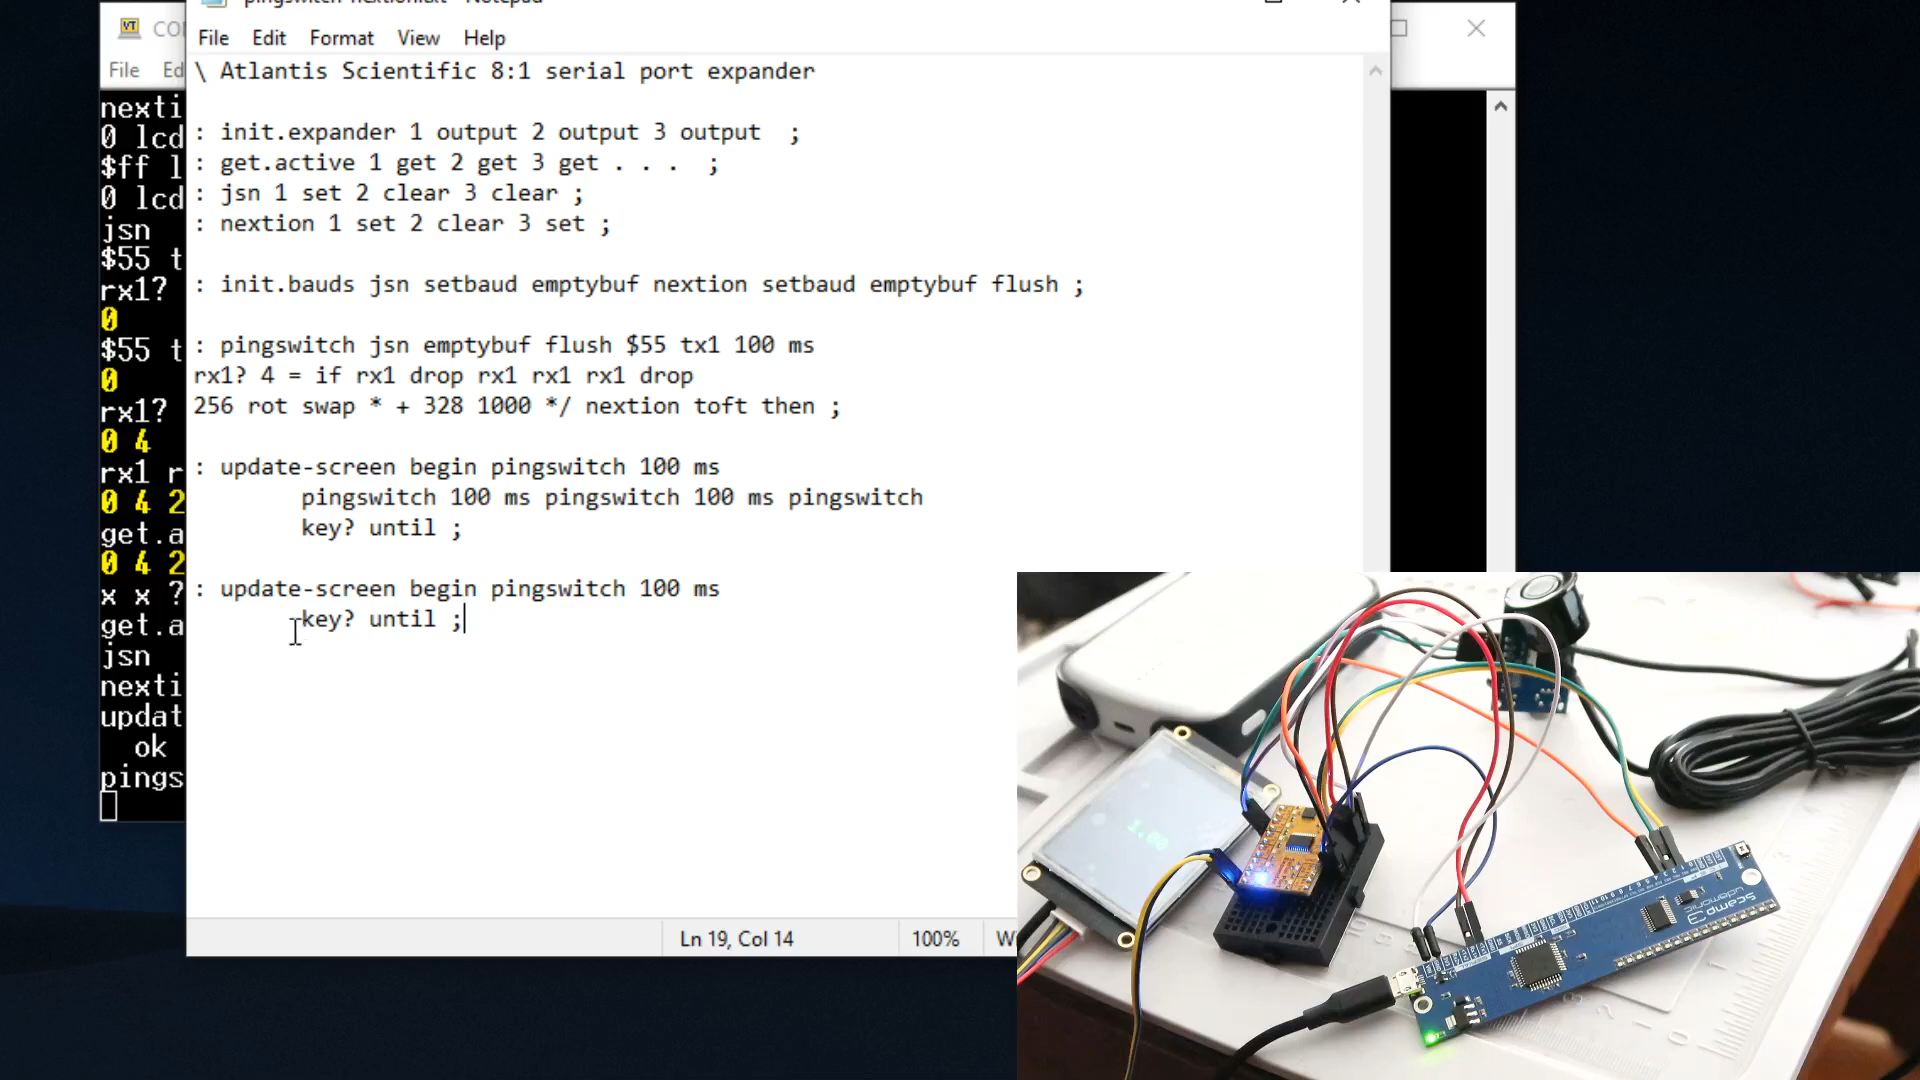 File Edit Format View Help
\ Atlantis Scientific 8:1 serial port expander
: init.expander 1 output 2 output 3 output ;
: get.active 1 get 2 get 3 get . . . ;
: jsn 1 set 2 clear 3 clear ;
: nextion 1 set 2 clear 3 set ;
: init.bauds jsn setbaud emptybuf nextion setbaud emptybuf flush ;
: pingswitch jsn emptybuf flush $55 tx1 100 ms
rx1? 4 = if rx1 drop rx1 rx1 rx1 drop
256 rot swap * + 328 1000 */ nextion toft then ;
: update-screen begin pingswitch 100 ms
pingswitch 100 ms pingswitch 100 ms pingswitch
key? until ;
: update-screen begin pingswitch 100 ms
key? until ;
Ln 19, Col 14 100%
VT CO
File Ed
nexti
0 lcd
$ff l
0 lcd
jsn
$55 t
rx1?
0
$55 t
0
rx1?
0 4
rx1 r
0 4 2
get.a
0 4 2
x x ?
get.a
jsn
nexti
updat
ok
pings
scamp3
udamonic